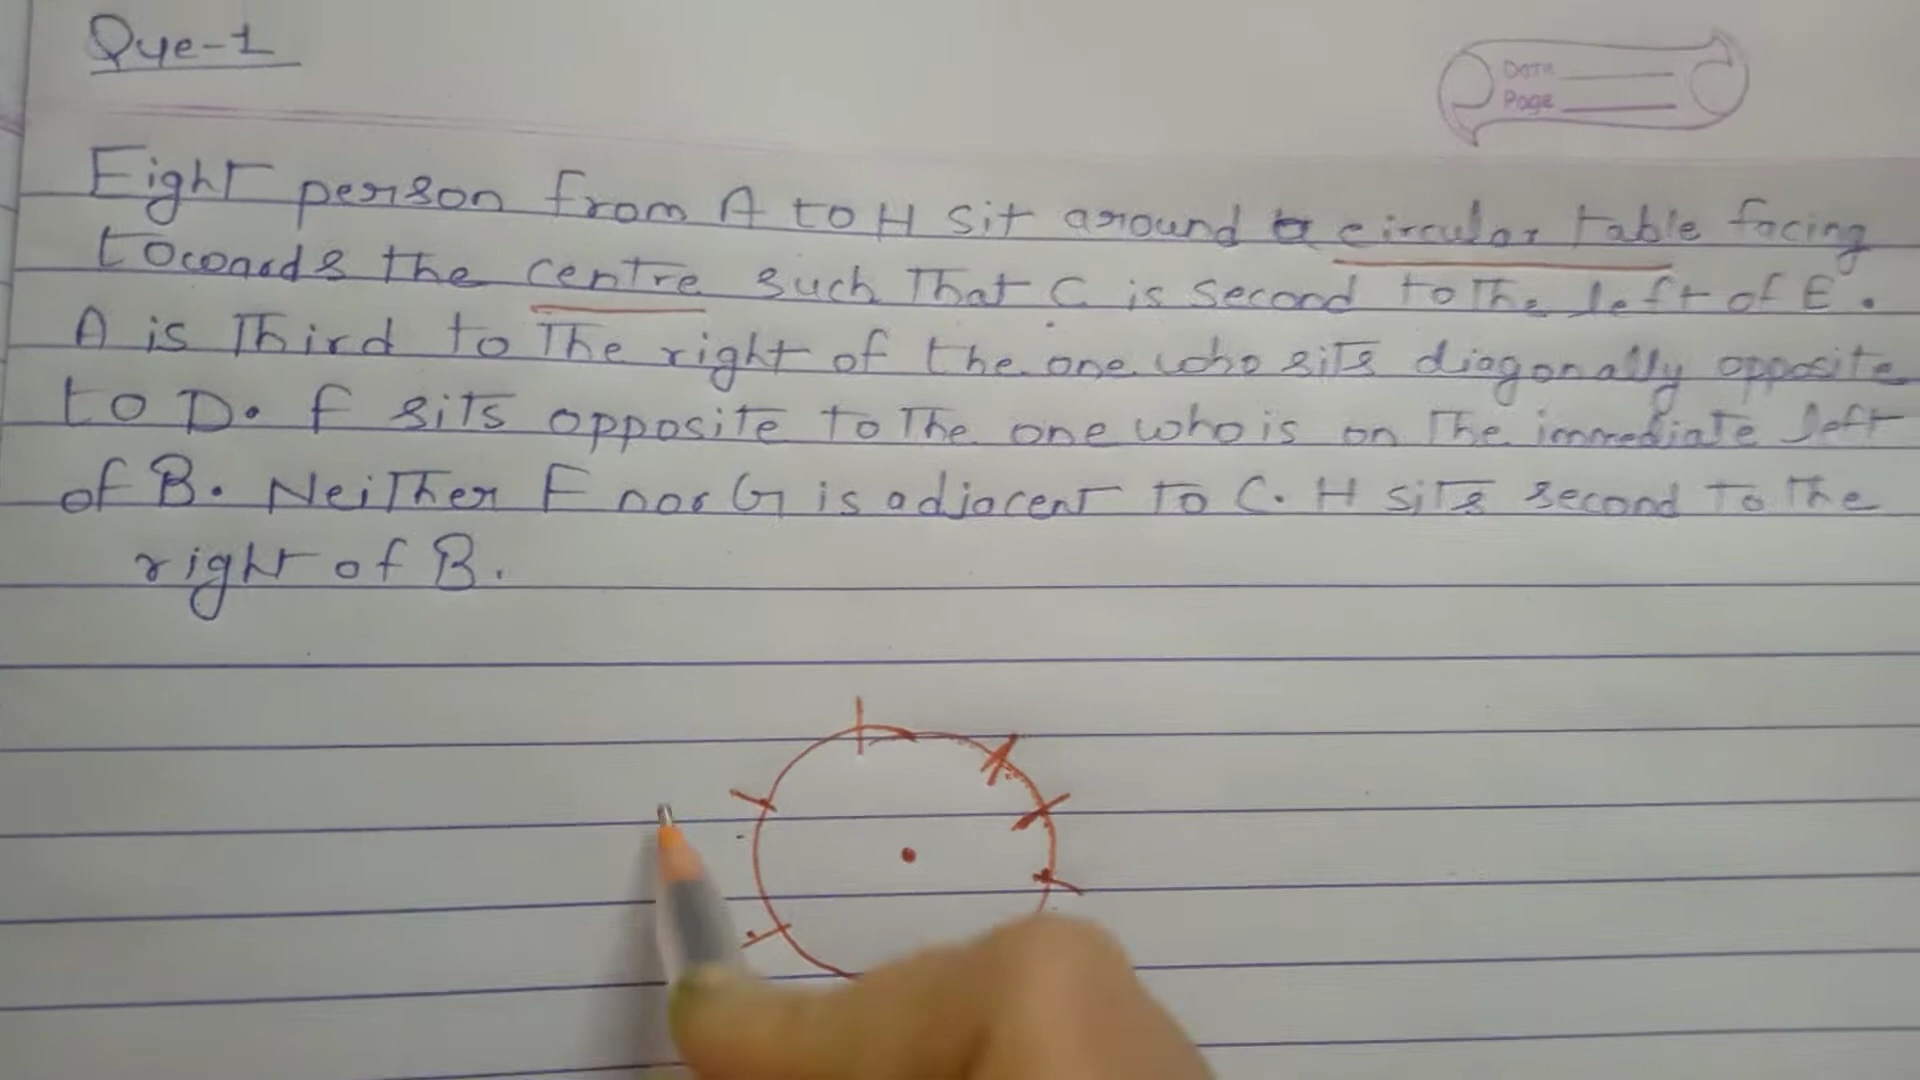 Que-1
Date
Page
Eight person from A to H sit around a circular table facing
towards the centre such that C is second to the left of E.
A is Third to The right of the one who sits diagonally opposite
to D. F sits opposite to The one who is on The immediate left
of B. Neither F nor G is adjacent to C. H sits second to The
right of B.